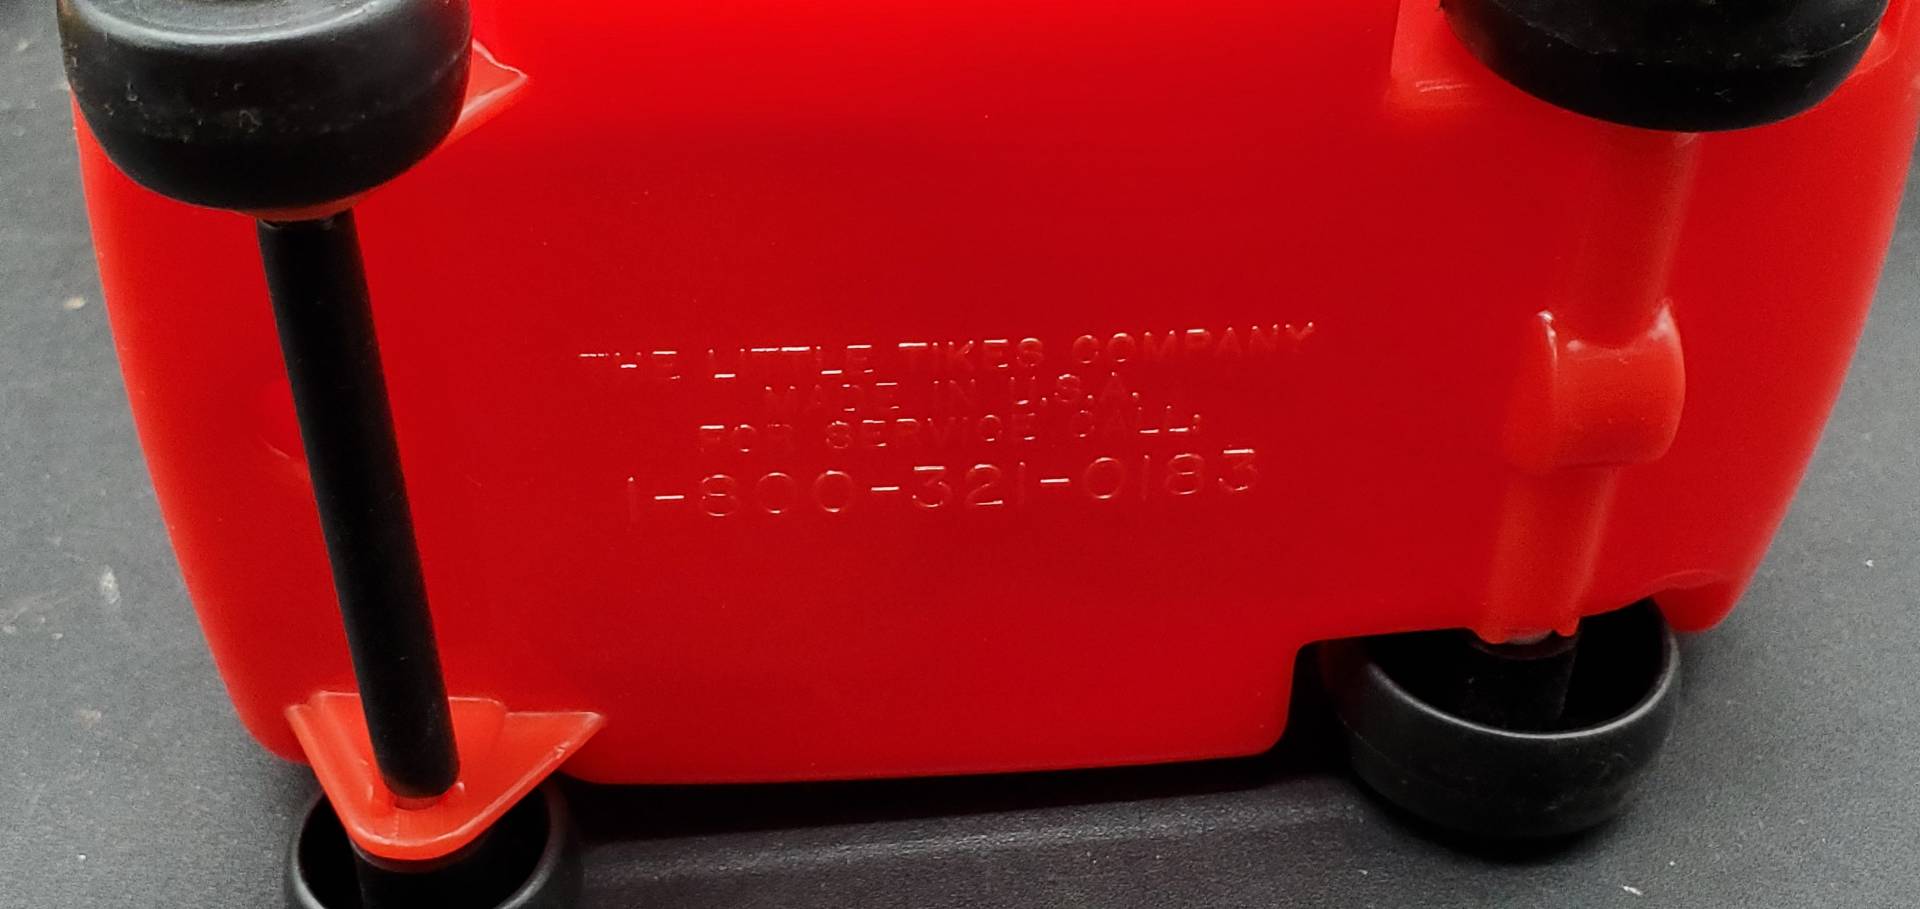 THE LITTLE TIKES COMPANY
MADE IN U.S.A.
FOR SERVICE CALL:
1-800-321-0183